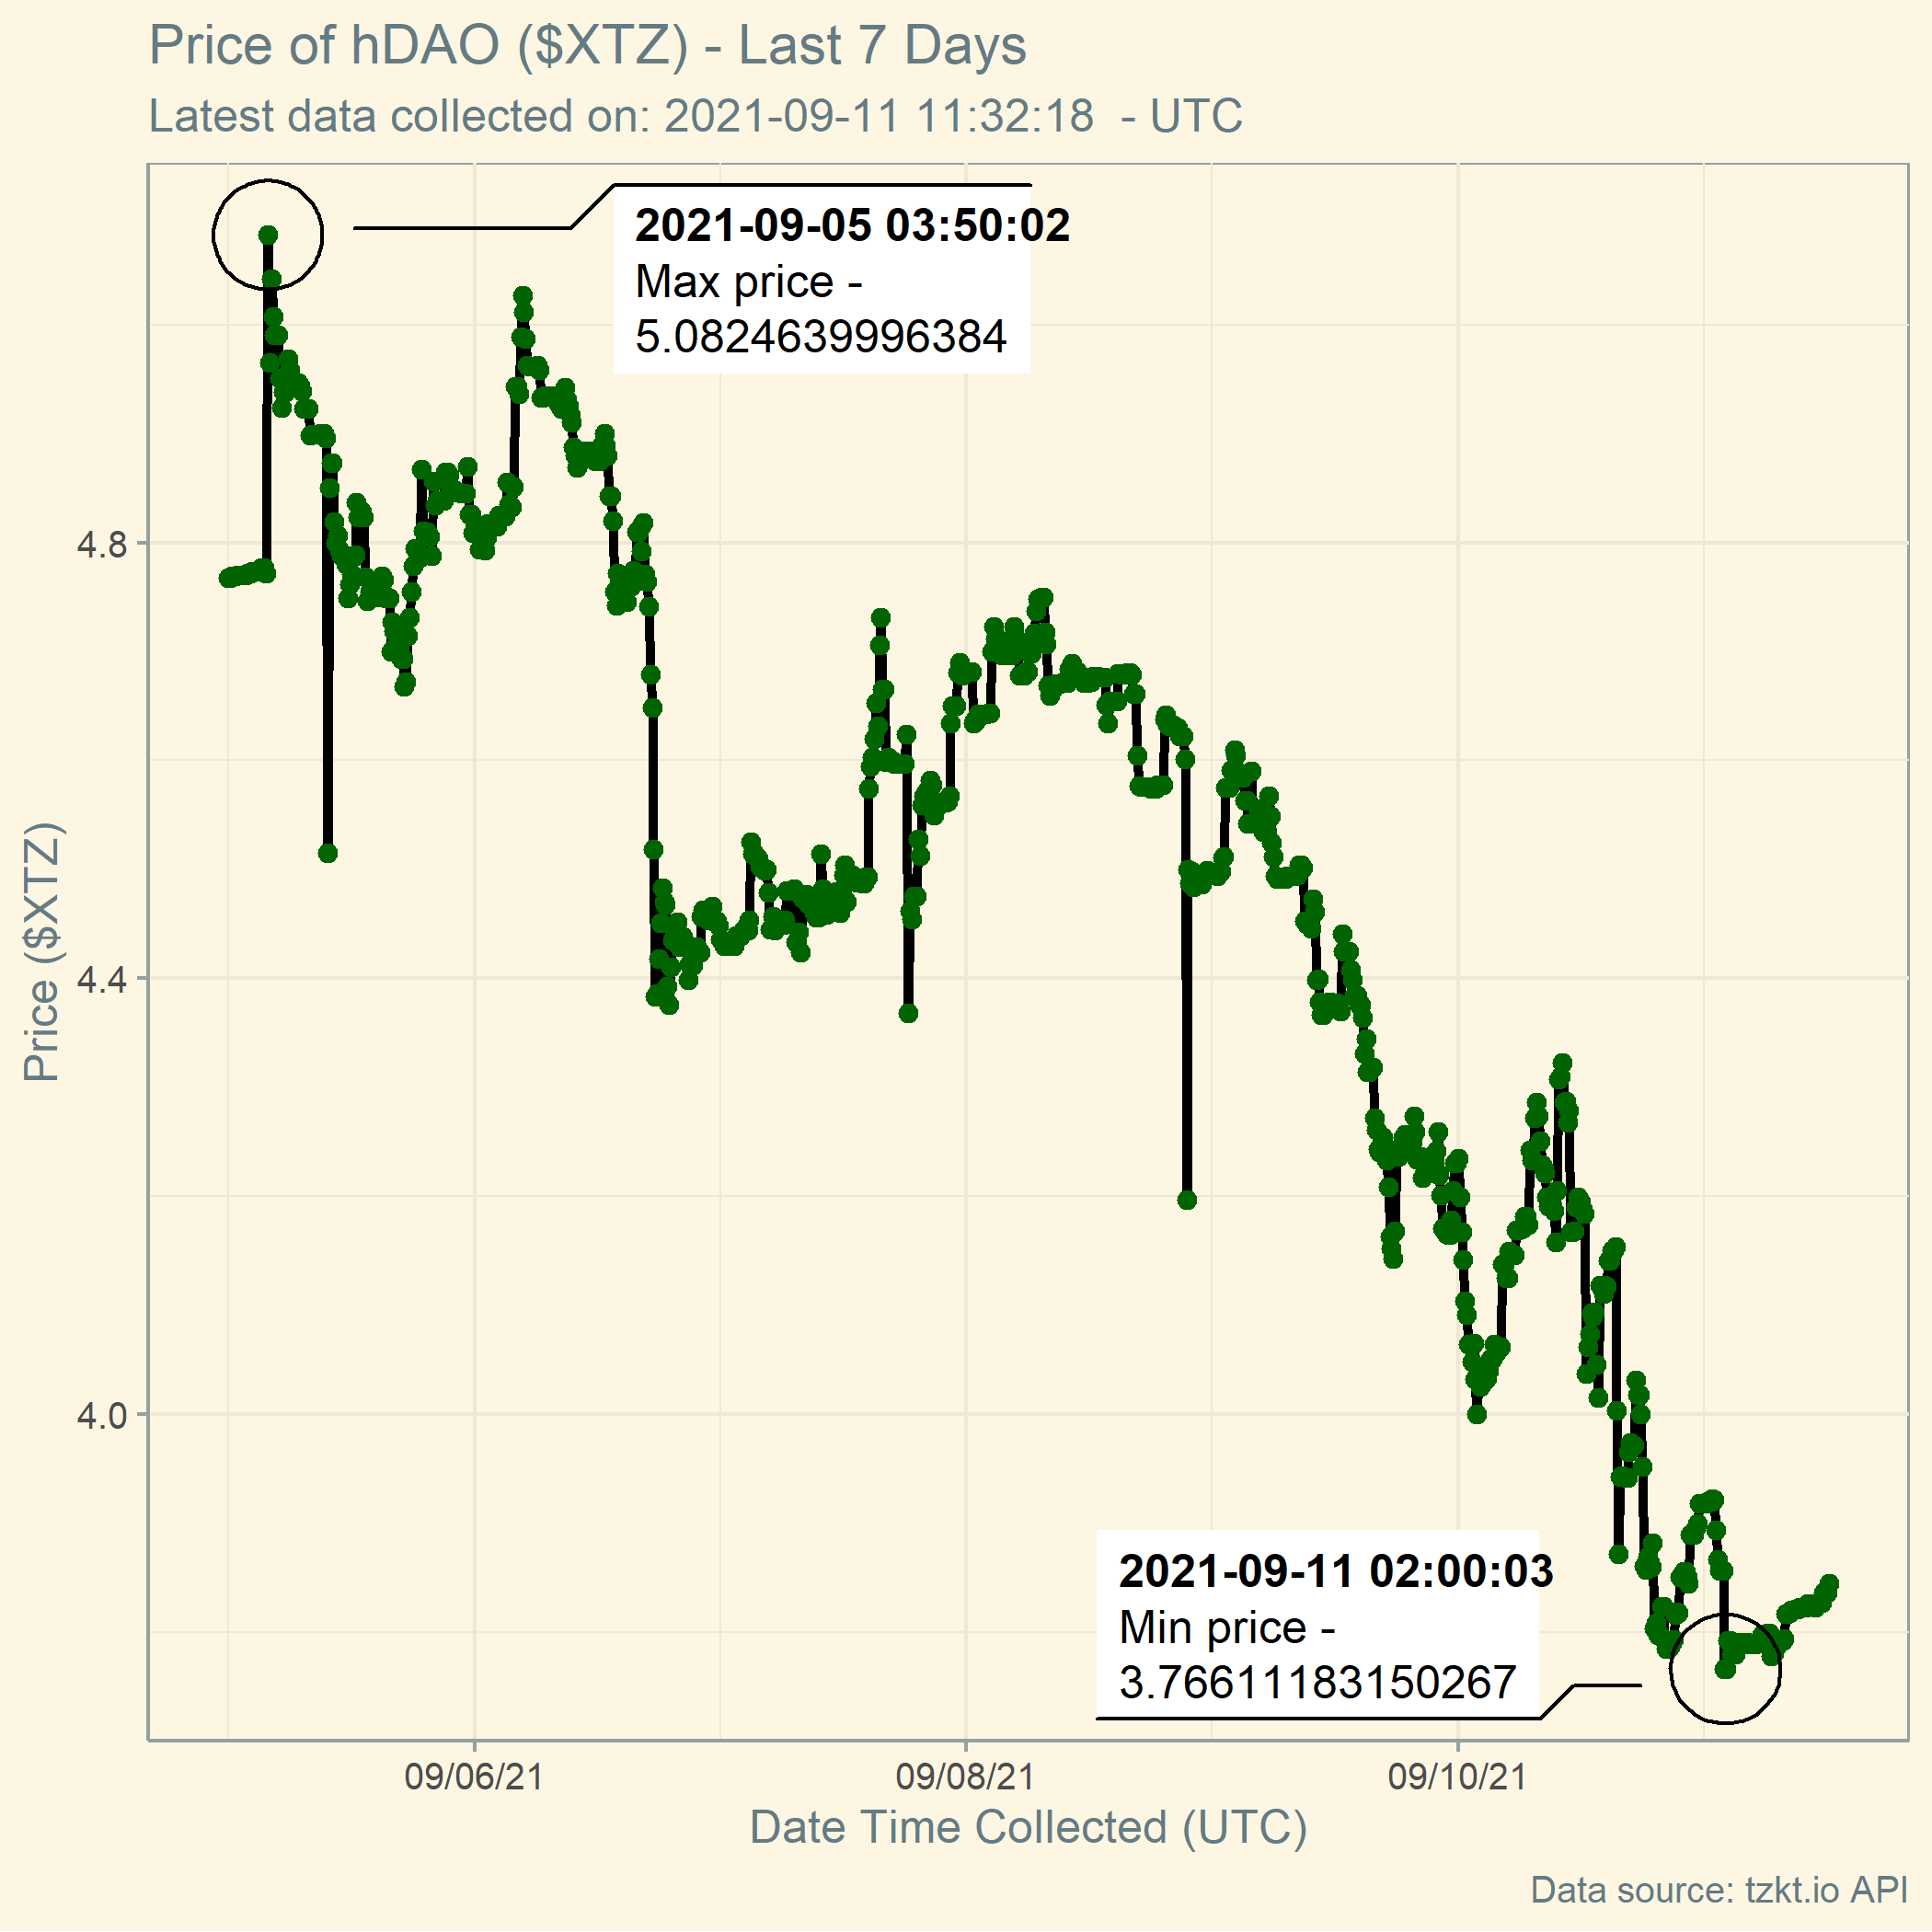 Price of hDAO ($XTZ) - Last 7 Days
Latest data collected on: 2021-09-11 11:32:18  - UTC
2021-09-05 03:50:02
Max price -
5.0824639996384
4.8
4.4
4.0
Price ($XTZ)
2021-09-11 02:00:03
Min price -
3.76611183150267
09/06/21
09/08/21
09/10/21
Date Time Collected (UTC)
Data source: tzkt.io API